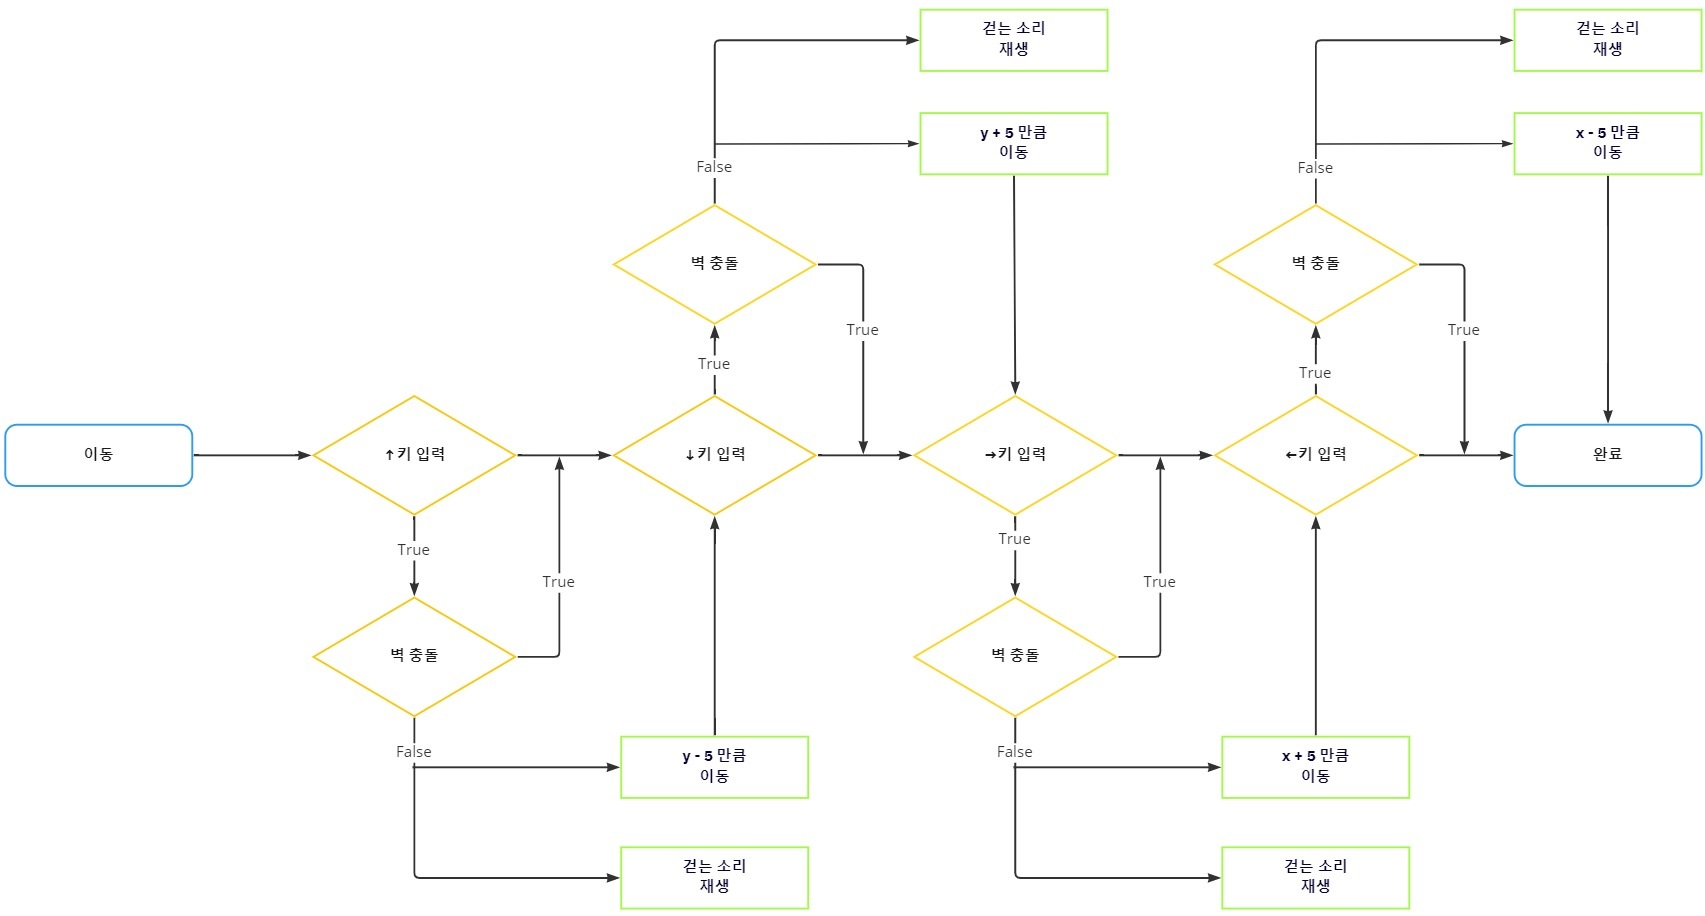 걷는 소리
재생
걷는 소리
재생
y + 5 만큼
이동
x - 5 만큼
이동
False
False
벽 충돌
벽 충돌
True
True
True
True
이동
↑키 입력
↓키 입력
→키 입력
←키 입력
완료
True
True
True
True
벽 충돌
벽 충돌
False
False
y - 5 만큼
이동
x + 5 만큼
이동
걷는 소리
재생
걷는 소리
재생